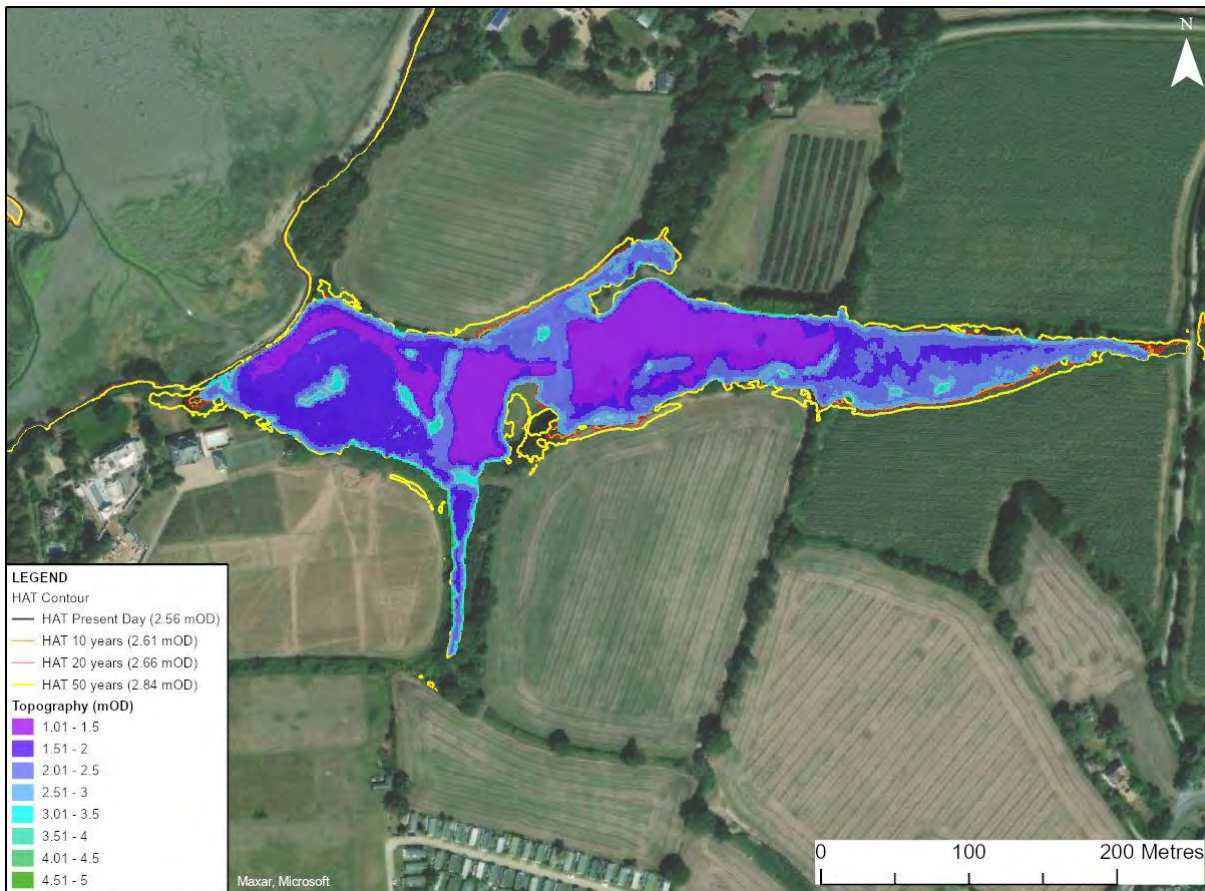 N
LEGEND
HAT Contour
HAT Present Day (2.56 mOD)
HAT 10 years (2.61 mOD)
HAT 20 years (2.66 mOD)
HAT 50 years (2.84 mOD)
Topography (mOD)
1.01 - 1.5
1.51 - 2
2.01 - 2.5
2.51 - 3
3.01 - 3.5
3.51 - 4
4.01 - 4.5
4.51 - 5
Maxar, Microsoft
0 100 200 Metres